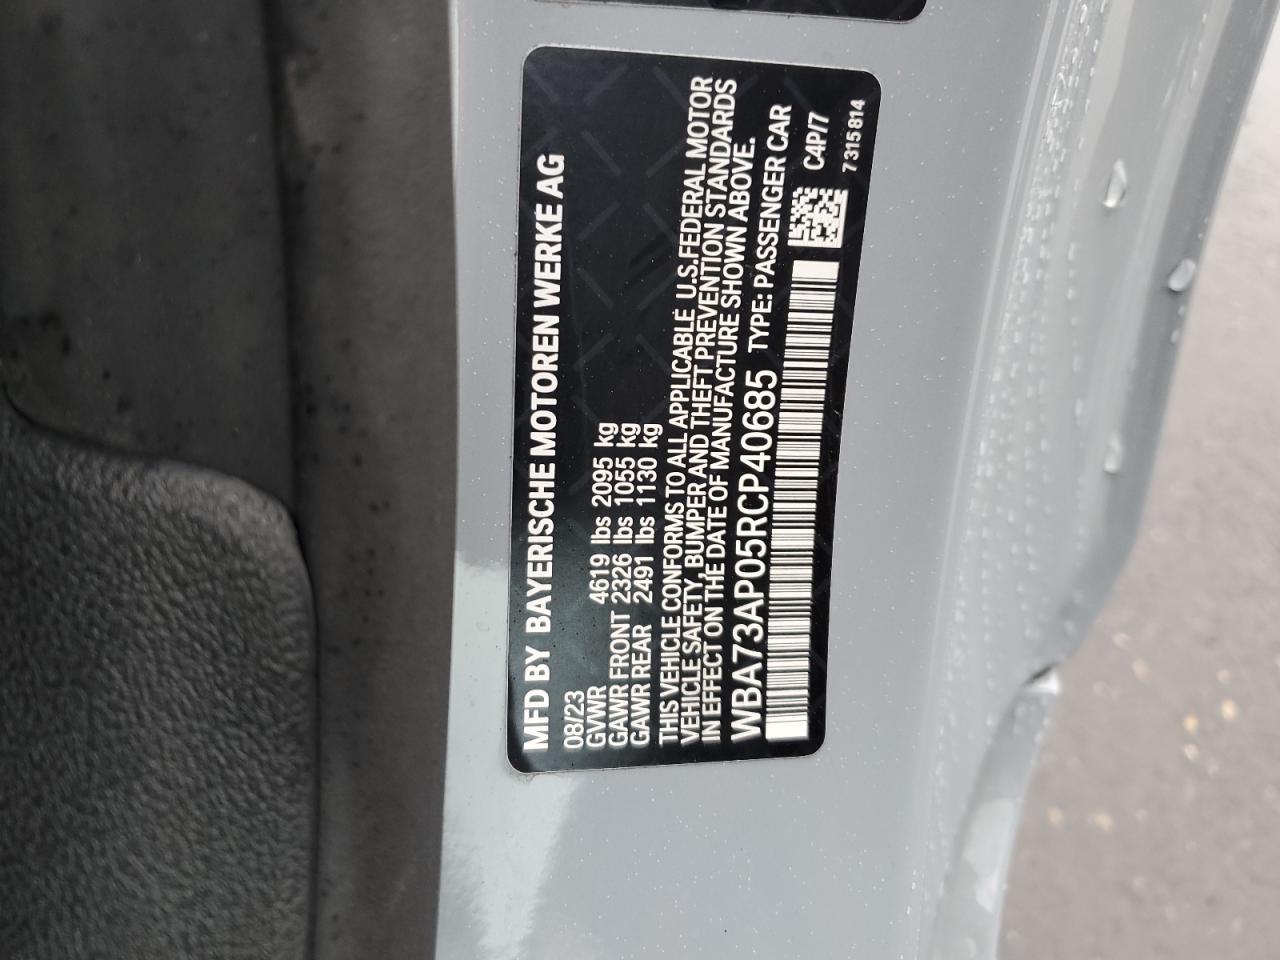 MFD BY BAYERISCHE MOTOREN WERKE AG
08/23
GVWR 4619 lbs 2095 kg
GAWR FRONT 2326 lbs 1055 kg
GAWR REAR 2491 lbs 1130 kg
THIS VEHICLE CONFORMS TO ALL APPLICABLE U.S.FEDERAL MOTOR
VEHICLE SAFETY, BUMPER AND THEFT PREVENTION STANDARDS
IN EFFECT ON THE DATE OF MANUFACTURE SHOWN ABOVE.
WBA73AP05RCP40685 TYPE: PASSENGER CAR
C4P/7
7315814